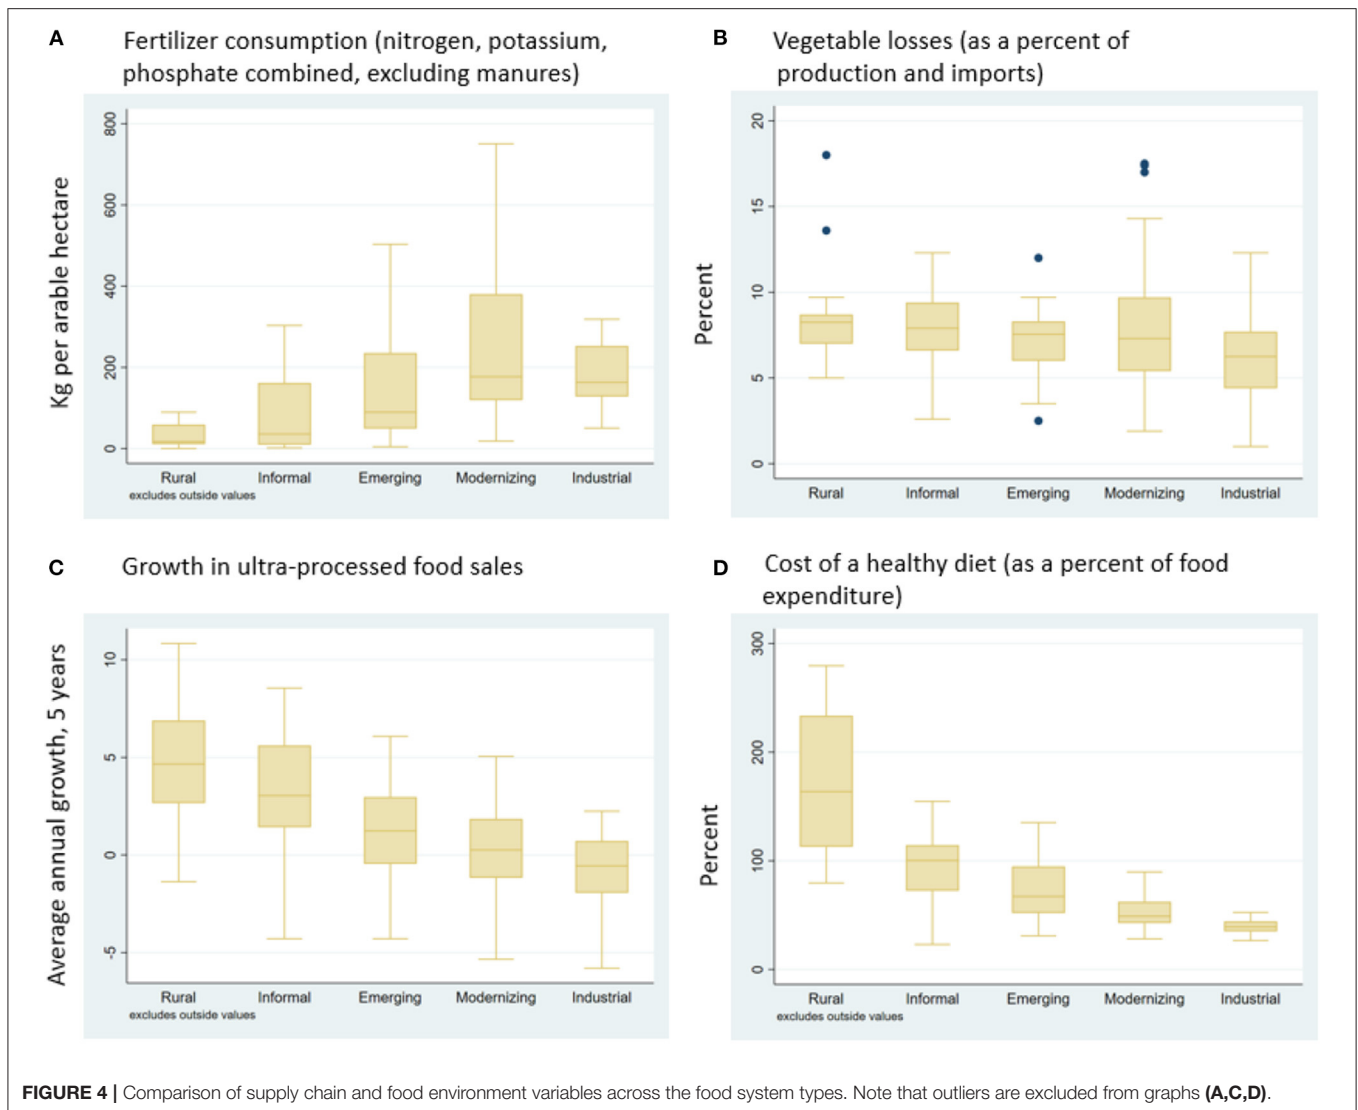 A
Fertilizer consumption (nitrogen, potassium,
phosphate combined, excluding manures)
Kg per arable hectare
800
600
400
200
0
Rural
Informal
Emerging
Modernizing
Industrial
excludes outside values
B
Vegetable losses (as a percent of
production and imports)
Percent
20
15
10
5
0
Rural
Informal
Emerging
Modernizing
Industrial
C
Growth in ultra-processed food sales
Average annual growth, 5 years
10
5
0
-5
Rural
Informal
Emerging
Modernizing
Industrial
excludes outside values
D
Cost of a healthy diet (as a percent of food
expenditure)
Percent
300
200
100
0
Rural
Informal
Emerging
Modernizing
Industrial
excludes outside values
FIGURE 4 | Comparison of supply chain and food environment variables across the food system types. Note that outliers are excluded from graphs (A,C,D).